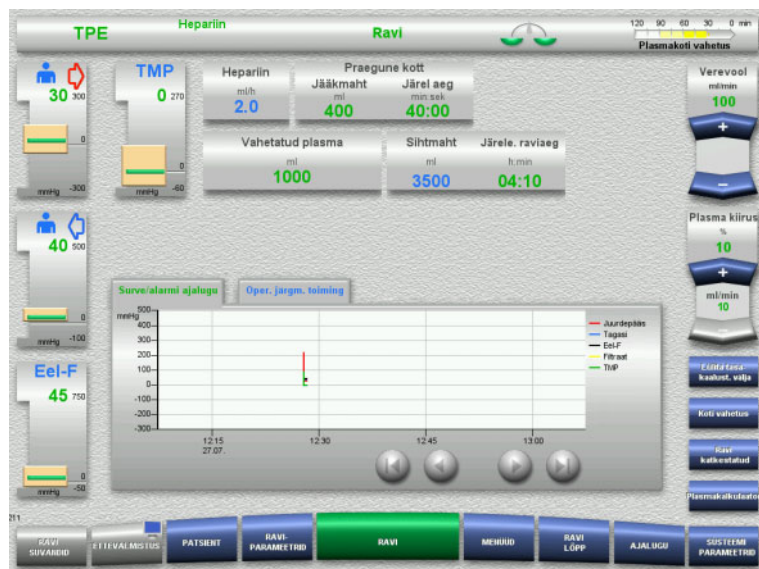 TPE
Hepariin
Ravi
120 90 60 30 0 min
Plasmakoti vahetus
30 300
0
mmHg -300
TMP
0 270
0
mmHg -60
Hepariin
ml/h
2.0
Praegune kott
Jääkmaht Järel aeg
ml min:sek
400 40:00
Vahetatud plasma
ml
1000
Sihtmaht Järele. raviaeg
ml h:min
3500 04:10
Verevool
ml/min
100
+
−
40 500
0
mmHg -100
Plasma kiirus
%
10
+
ml/min
10
−
Surve/alarmi ajalugu Oper. järgm. toiming
mmHg
500
400
300
200
100
0
-100
-200
-300
12:15 12:30 12:45 13:00
27.07.
Juurdepääs
Tagasi
Eel-F
Filtraat
TMP
Eel-F
45 750
0
mmHg -50
kaalust. välja
Koti vahetus
Ravi
katkestatud
Plasmakalkulaator
211
RAVI
SUVANDID
ETTEVALMISTUS
PATSIENT
RAVI-
PARAMEETRID
RAVI
MENÜÜD
RAVI
LÕPP
AJALUGU
SÜSTEEMI
PARAMEETRID